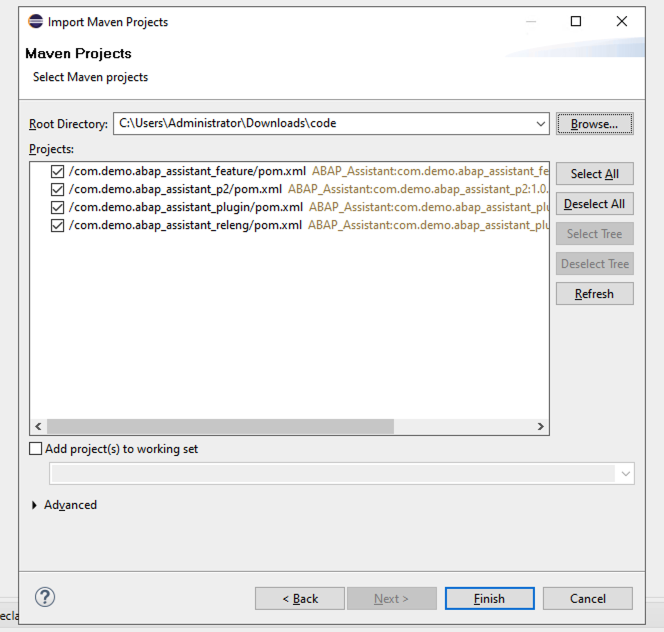 Import Maven Projects
Maven Projects
Select Maven projects
Root Directory: C:\Users\Administrator\Downloads\code Browse...
Projects:
/com.demo.abap_assistant_feature/pom.xml ABAP_Assistant:com.demo.abap_assistant_fe
/com.demo.abap_assistant_p2/pom.xml ABAP_Assistant:com.demo.abap_assistant_p2:1.0.
/com.demo.abap_assistant_plugin/pom.xml ABAP_Assistant:com.demo.abap_assistant_plu
/com.demo.abap_assistant_releng/pom.xml ABAP_Assistant:com.demo.abap_assistant_plu
Select All
Deselect All
Select Tree
Deselect Tree
Refresh
Add project(s) to working set
Advanced
? < Back Next > Finish Cancel
ecla